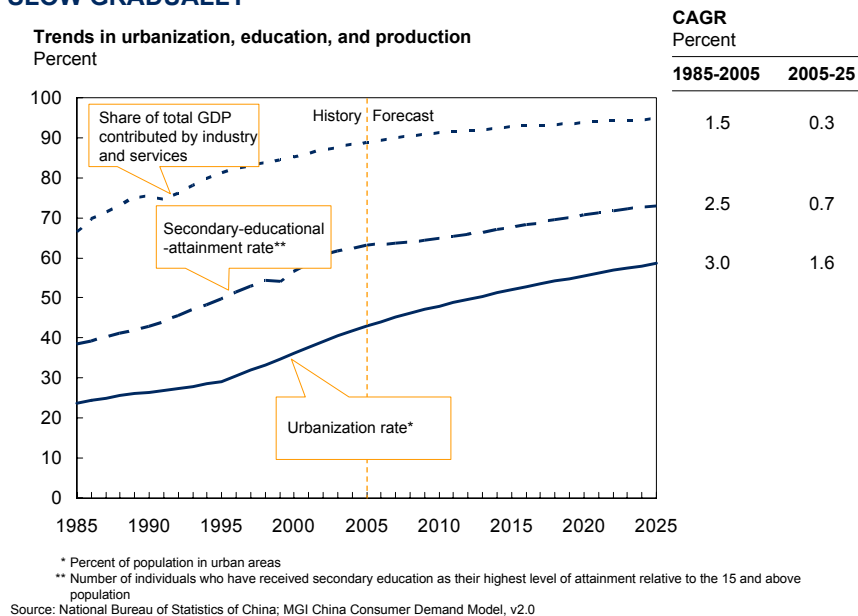 SLOW GRADUALLY
Trends in urbanization, education, and production
Percent
CAGR
Percent
1985-2005 2005-25
100
90
80
70
60
50
40
30
20
10
0
Share of total GDP
contributed by industry
and services
History
Forecast
Secondary-educational
-attainment rate**
Urbanization rate*
1.5 0.3
2.5 0.7
3.0 1.6
1985 1990 1995 2000 2005 2010 2015 2020 2025
* Percent of population in urban areas
** Number of individuals who have received secondary education as their highest level of attainment relative to the 15 and above
population
Source: National Bureau of Statistics of China; MGI China Consumer Demand Model, v2.0